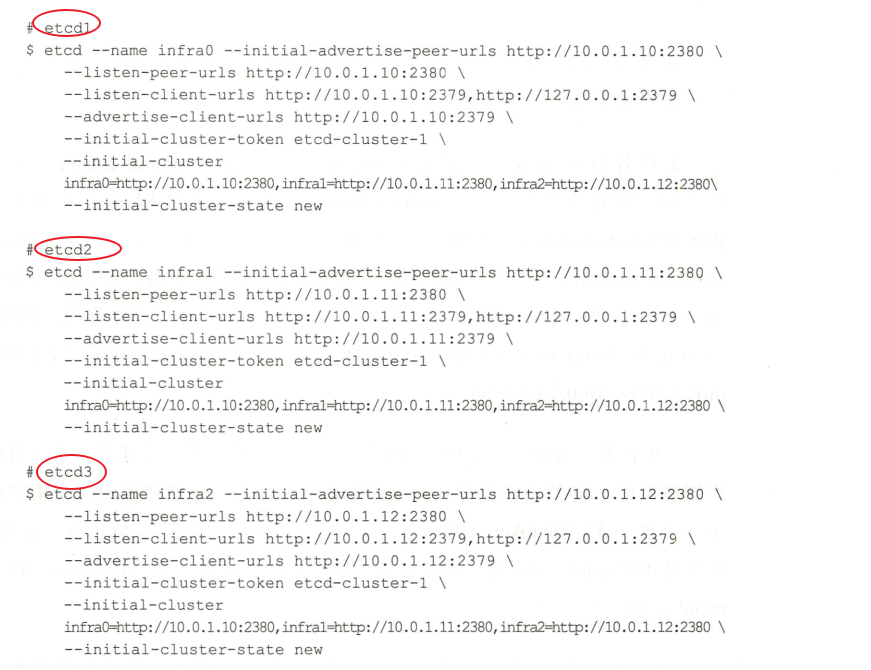 # etcd1
$ etcd --name infra0 --initial-advertise-peer-urls http://10.0.1.10:2380 \
--listen-peer-urls http://10.0.1.10:2380 \
--listen-client-urls http://10.0.1.10:2379,http://127.0.0.1:2379 \
--advertise-client-urls http://10.0.1.10:2379 \
--initial-cluster-token etcd-cluster-1 \
--initial-cluster
infra0=http://10.0.1.10:2380,infra1=http://10.0.1.11:2380,infra2=http://10.0.1.12:2380\
--initial-cluster-state new
# etcd2
$ etcd --name infra1 --initial-advertise-peer-urls http://10.0.1.11:2380 \
--listen-peer-urls http://10.0.1.11:2380 \
--listen-client-urls http://10.0.1.11:2379,http://127.0.0.1:2379 \
--advertise-client-urls http://10.0.1.11:2379 \
--initial-cluster-token etcd-cluster-1 \
--initial-cluster
infra0=http://10.0.1.10:2380,infra1=http://10.0.1.11:2380,infra2=http://10.0.1.12:2380 \
--initial-cluster-state new
# etcd3
$ etcd --name infra2 --initial-advertise-peer-urls http://10.0.1.12:2380 \
--listen-peer-urls http://10.0.1.12:2380 \
--listen-client-urls http://10.0.1.12:2379,http://127.0.0.1:2379 \
--advertise-client-urls http://10.0.1.12:2379 \
--initial-cluster-token etcd-cluster-1 \
--initial-cluster
infra0=http://10.0.1.10:2380,infra1=http://10.0.1.11:2380,infra2=http://10.0.1.12:2380 \
--initial-cluster-state new